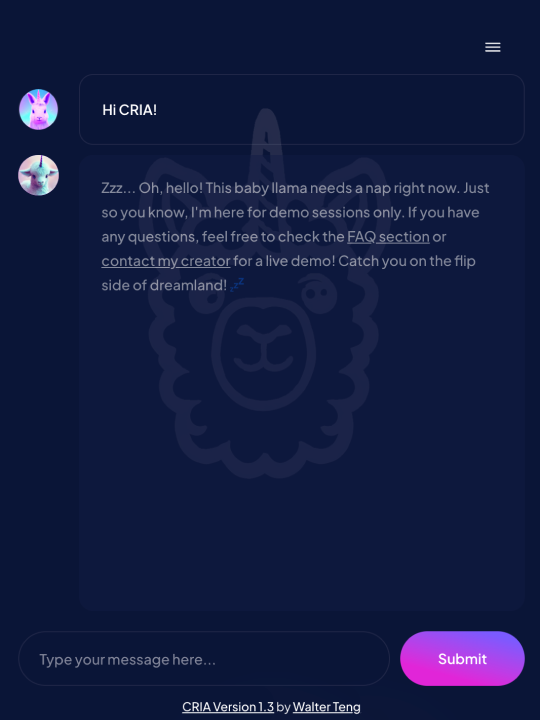 Hi CRIA!
Zzz... Oh, hello! This baby llama needs a nap right now. Just
so you know, I'm here for demo sessions only. If you have
any questions, feel free to check the FAQ section or
contact my creator for a live demo! Catch you on the flip
side of dreamland! 💤
Type your message here...
Submit
CRIA Version 1.3 by Walter Teng